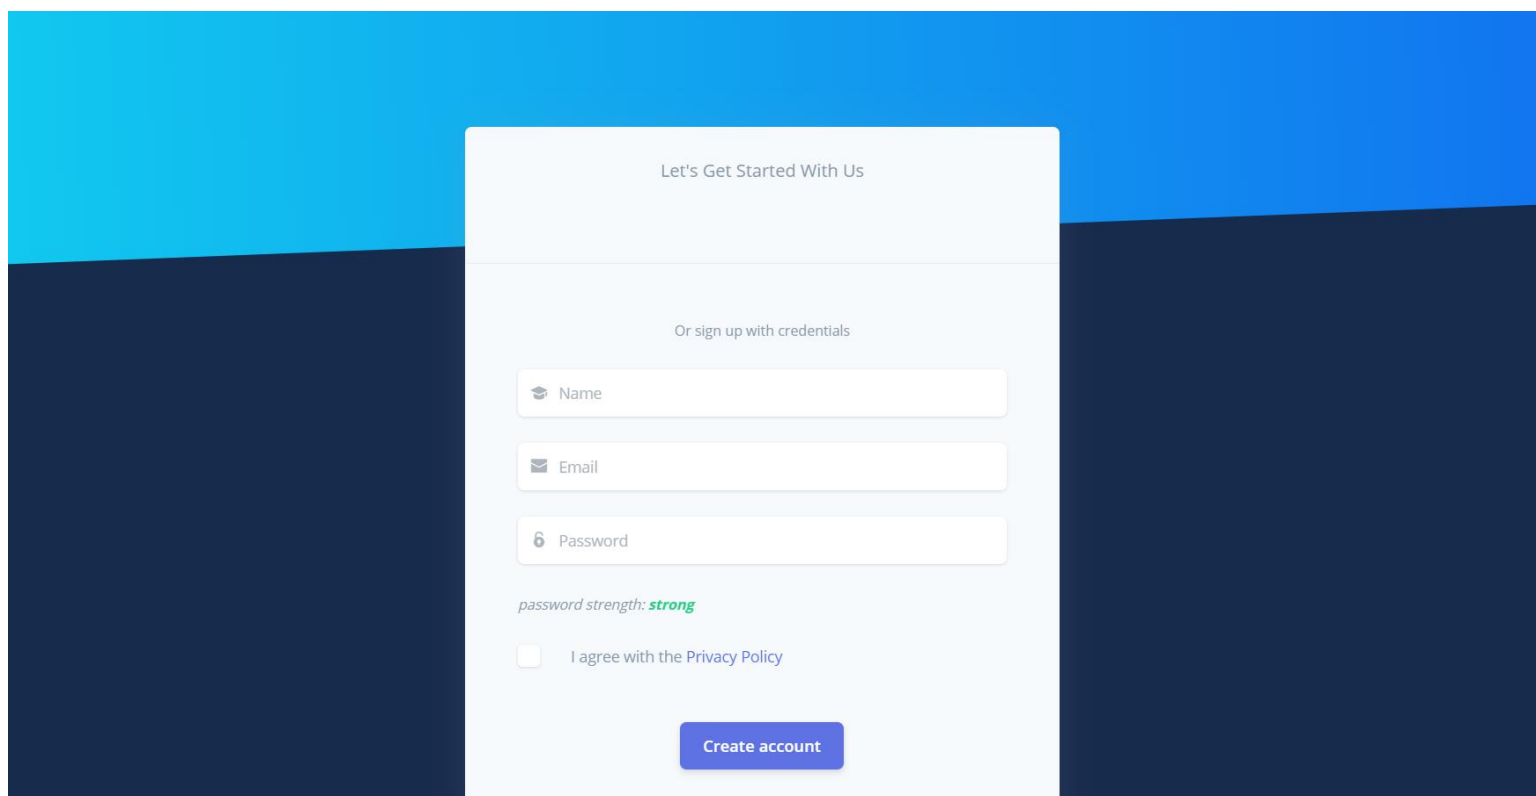 Let's Get Started With Us
Or sign up with credentials
Name
Email
Password
password strength: strong
I agree with the Privacy Policy
Create account